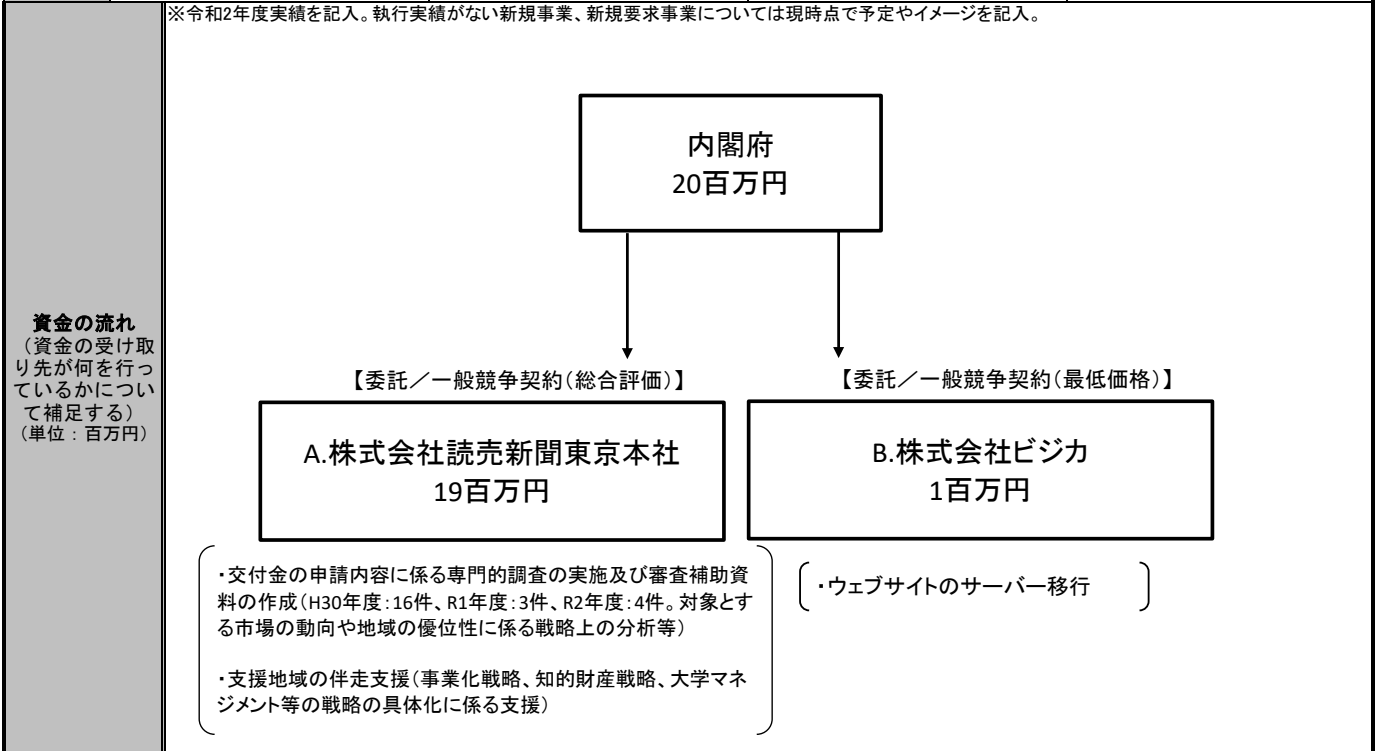 ※令和2年度実績を記入。執行実績がない新規事業、新規要求事業については現時点で予定やイメージを記入。
資金の流れ
（資金の受け取
り先が何を行っ
ているかについ
て補足する）
（単位：百万円）
内閣府
20百万円
【委託／一般競争契約（総合評価）】
【委託／一般競争契約（最低価格）】
A.株式会社読売新聞東京本社
19百万円
B.株式会社ビジカ
1百万円
・交付金の申請内容に係る専門的調査の実施及び審査補助資
料の作成（H30年度：16件、R1年度：3件、R2年度：4件。対象とす
る市場の動向や地域の優位性に係る戦略上の分析等）
・支援地域の伴走支援（事業化戦略、知的財産戦略、大学マネ
ジメント等の戦略の具体化に係る支援）
・ウェブサイトのサーバー移行